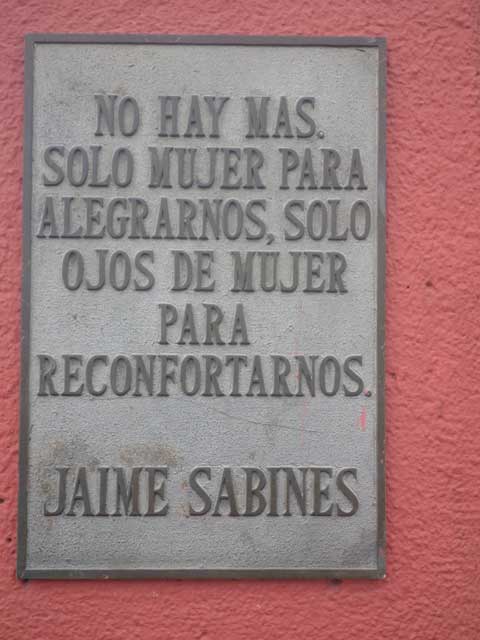 NO HAY MAS.
SOLO MUJER PARA
ALEGRARNOS, SOLO
OJOS DE MUJER
PARA
RECONFORTARNOS.
JAIME SABINES